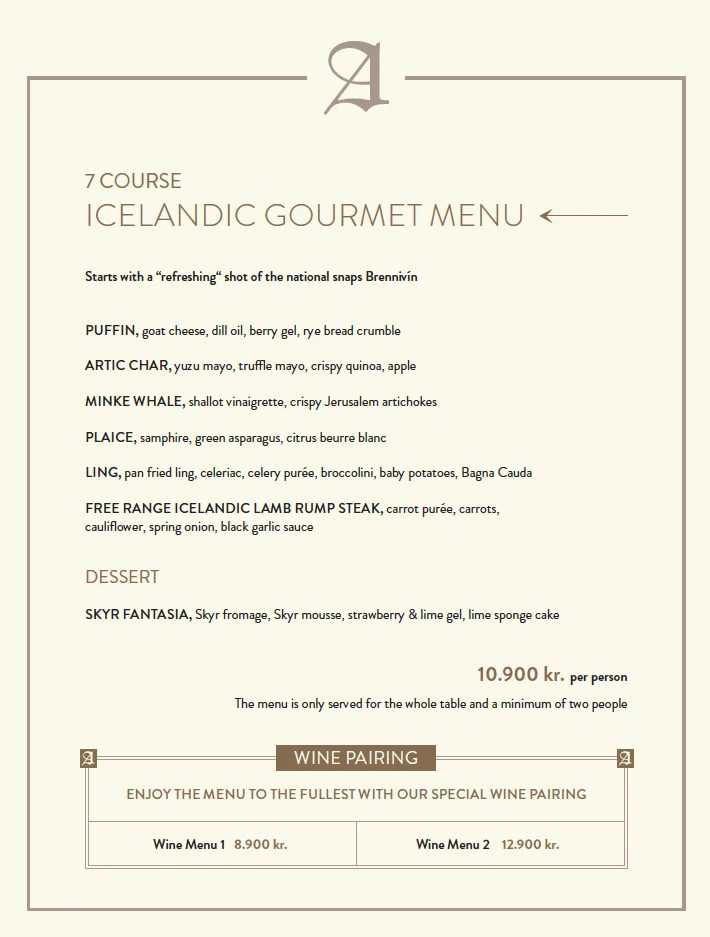 A
7 COURSE
ICELANDIC GOURMET MENU
Starts with a “refreshing“ shot of the national snaps Brennivín
PUFFIN, goat cheese, dill oil, berry gel, rye bread crumble
ARTIC CHAR, yuzu mayo, truffle mayo, crispy quinoa, apple
MINKE WHALE, shallot vinaigrette, crispy Jerusalem artichokes
PLAICE, samphire, green asparagus, citrus beurre blanc
LING, pan fried ling, celeriac, celery purée, broccolini, baby potatoes, Bagna Cauda
FREE RANGE ICELANDIC LAMB RUMP STEAK, carrot purée, carrots,
cauliflower, spring onion, black garlic sauce
DESSERT
SKYR FANTASIA, Skyr fromage, Skyr mousse, strawberry & lime gel, lime sponge cake
10.900 kr. per person
The menu is only served for the whole table and a minimum of two people
A WINE PAIRING A
ENJOY THE MENU TO THE FULLEST WITH OUR SPECIAL WINE PAIRING
Wine Menu 1 8.900 kr. Wine Menu 2 12.900 kr.